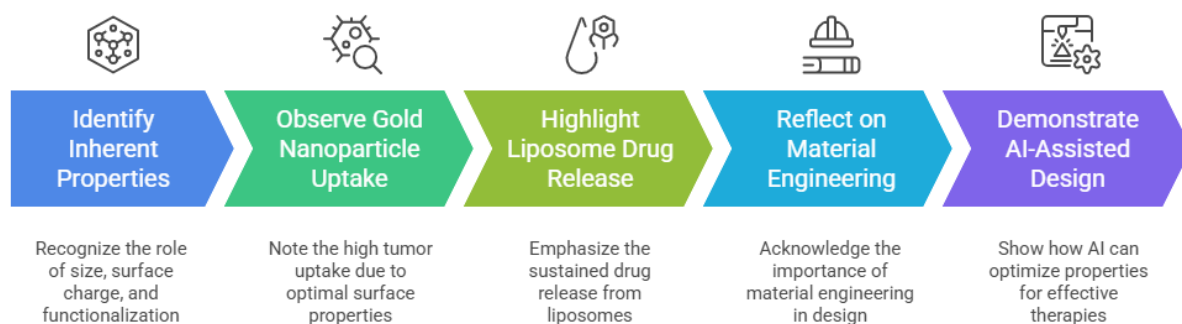 Identify
Inherent
Properties
Observe Gold
Nanoparticle
Uptake
Highlight
Liposome Drug
Release
Reflect on
Material
Engineering
Demonstrate
AI-Assisted
Design
Recognize the role
of size, surface
charge, and
functionalization
Note the high tumor
uptake due to
optimal surface
properties
Emphasize the
sustained drug
release from
liposomes
Acknowledge the
importance of
material engineering
in design
Show how AI can
optimize properties
for effective
therapies